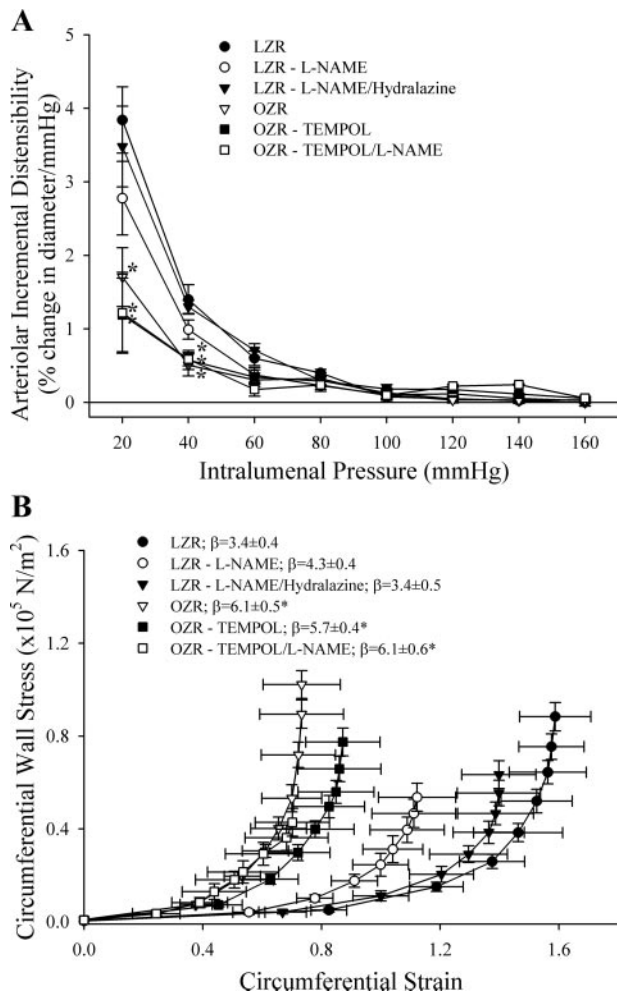 A
Arteriolar Incremental Distensibility
(% change in diameter/mmHg)
5
4
3
2
1
0
LZR
LZR - L-NAME
LZR - L-NAME/Hydralazine
OZR
OZR - TEMPOL
OZR - TEMPOL/L-NAME
*
*
*
*
*
*
20 40 60 80 100 120 140 160
Intralumenal Pressure (mmHg)
B
Circumferential Wall Stress (x10⁵ N/m²)
1.6
1.2
0.8
0.4
0.0
LZR; β=3.4±0.4
LZR - L-NAME; β=4.3±0.4
LZR - L-NAME/Hydralazine; β=3.4±0.5
OZR; β=6.1±0.5*
OZR - TEMPOL; β=5.7±0.4*
OZR - TEMPOL/L-NAME; β=6.1±0.6*
0.0 0.4 0.8 1.2 1.6
Circumferential Strain